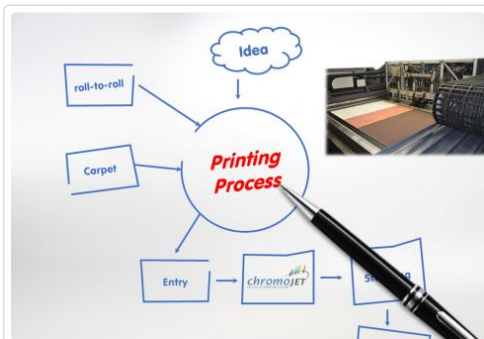 Idea
roll-to-roll
Printing
Process
Carpet
Entry
chromoJET